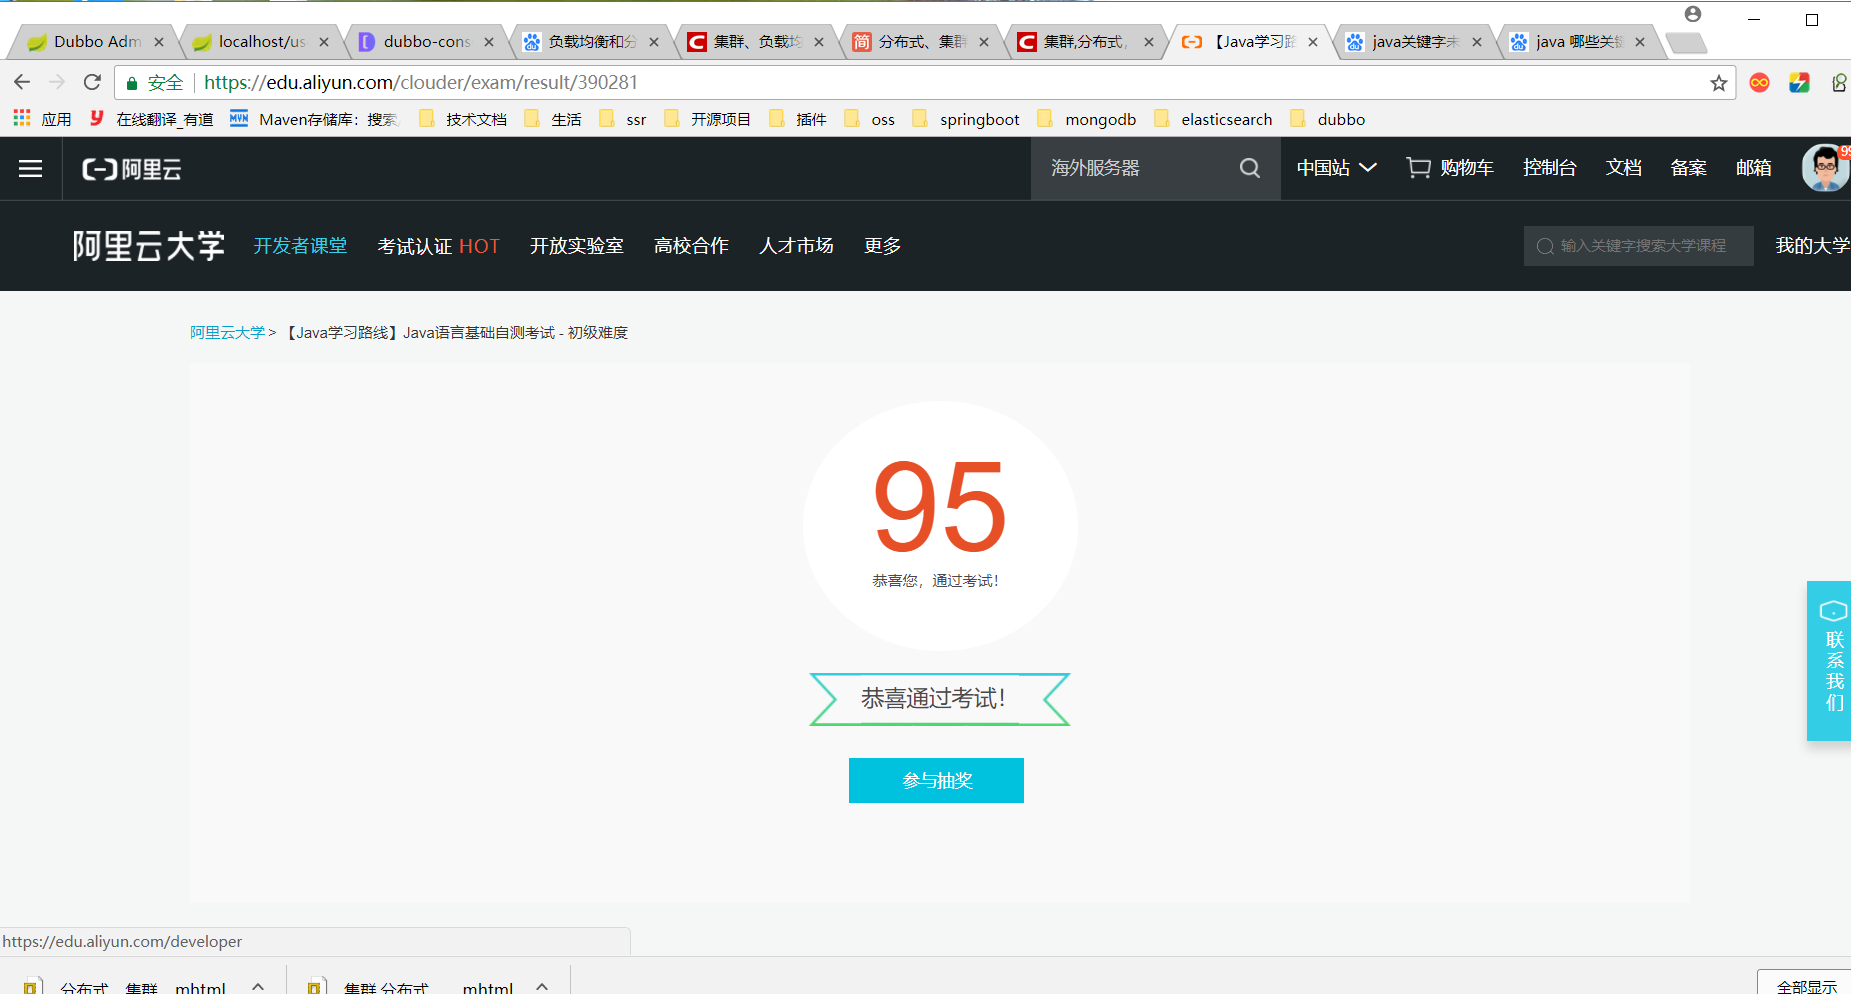 Dubbo Adm
localhost/us
dubbo-cons
负载均衡和分
集群、负载均
分布式、集群
集群,分布式,
【Java学习路
java关键字未
java 哪些关键
安全
https://edu.aliyun.com/clouder/exam/result/390281
应用
在线翻译_有道
Maven存储库：搜索
技术文档
生活
ssr
开源项目
插件
oss
springboot
mongodb
elasticsearch
dubbo
阿里云
海外服务器
中国站
购物车
控制台
文档
备案
邮箱
99
阿里云大学
开发者课堂
考试认证 HOT
开放实验室
高校合作
人才市场
更多
输入关键字搜索大学课程
我的大学
阿里云大学 > 【Java学习路线】Java语言基础自测考试 - 初级难度
95
恭喜您，通过考试！
恭喜通过考试！
参与抽奖
联系我们
https://edu.aliyun.com/developer
分布式、集群、.mhtml
集群,分布式,....mhtml
全部显示